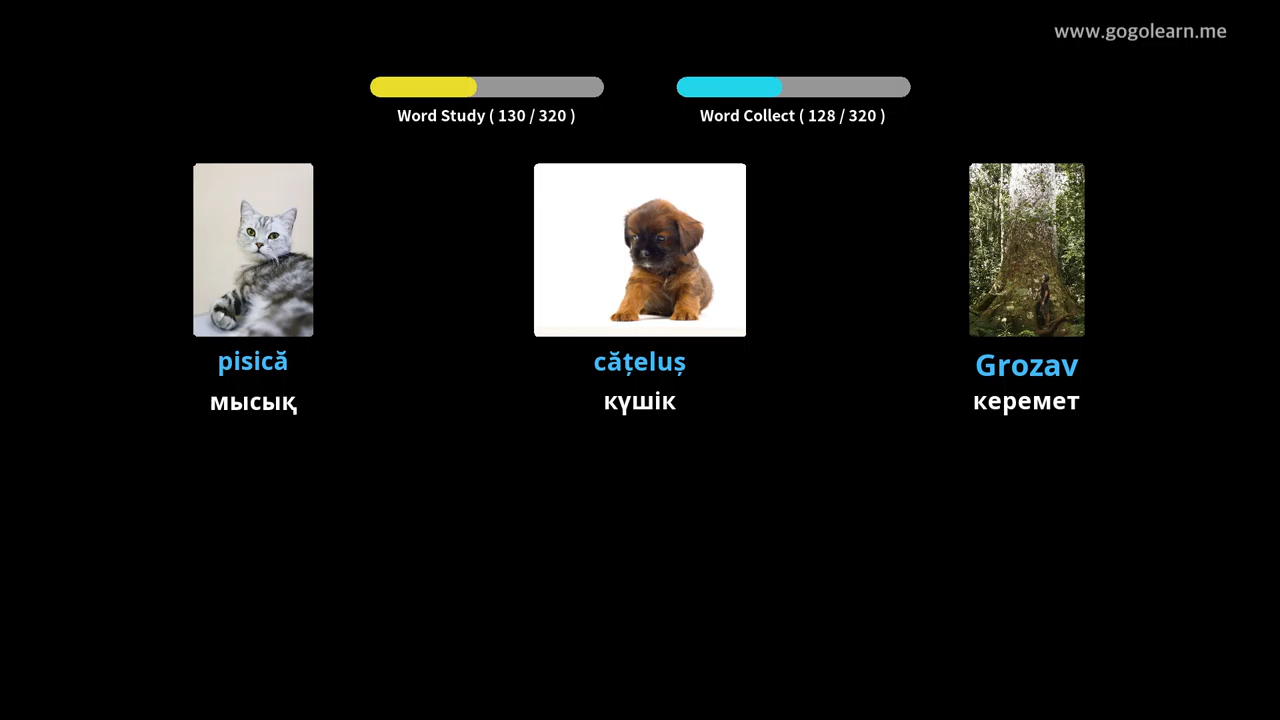 www.gogolearn.me
Word Study ( 130 / 320 )
Word Collect ( 128 / 320 )
pisică
cățeluș
Grozav
мысық
күшік
керемет